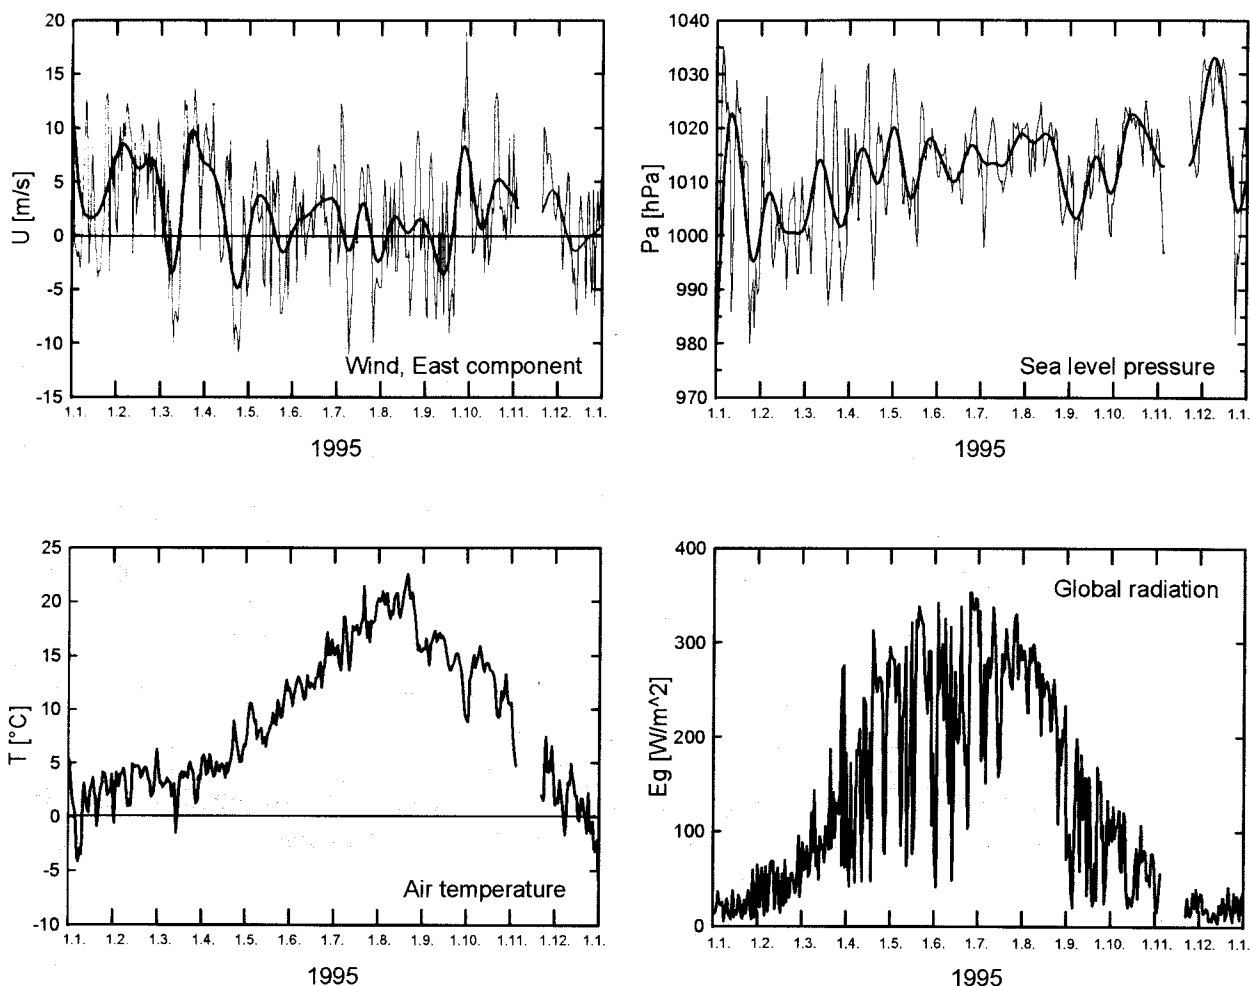 20
15
10
5
0
-5
-10
-15
U [m/s]
Wind, East component
1.1. 1.2. 1.3. 1.4. 1.5. 1.6. 1.7. 1.8. 1.9. 1.10. 1.11. 1.12. 1.1.
1995
1040
1030
1020
1010
1000
990
980
970
Pa [hPa]
Sea level pressure
1.1. 1.2. 1.3. 1.4. 1.5. 1.6. 1.7. 1.8. 1.9. 1.10. 1.11. 1.12. 1.1.
1995
25
20
15
10
5
0
-5
-10
T [°C]
Air temperature
1.1. 1.2. 1.3. 1.4. 1.5. 1.6. 1.7. 1.8. 1.9. 1.10. 1.11. 1.12. 1.1.
1995
400
300
200
100
0
Eg [W/m^2]
Global radiation
1.1. 1.2. 1.3. 1.4. 1.5. 1.6. 1.7. 1.8. 1.9. 1.10. 1.11. 1.12. 1.1.
1995